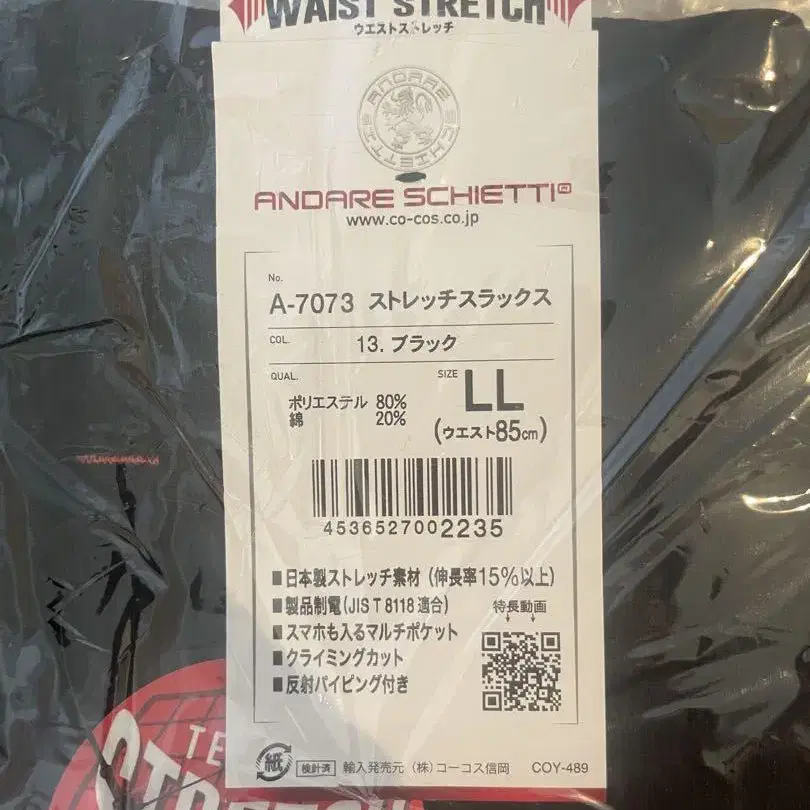 WAIST STRETCH
ウエストストレッチ
ANDARE SCHIETTI
ANDARE SCHIETTI
www.co-cos.co.jp
No.
A-7073 ストレッチスラックス
COL.
13. ブラック
QUAL.
ポリエステル 80%
綿 20%
SIZE
LL
(ウエスト85cm)
4536527002235
■日本製ストレッチ素材(伸長率15%以上)
■製品制電(JIS T 8118適合)
■スマホも入るマルチポケット
■クライミングカット
■反射パイピング付き
特長動画
紙
検針済
輸入発売元 (株)コーコス信岡
COY-489
STRETCH